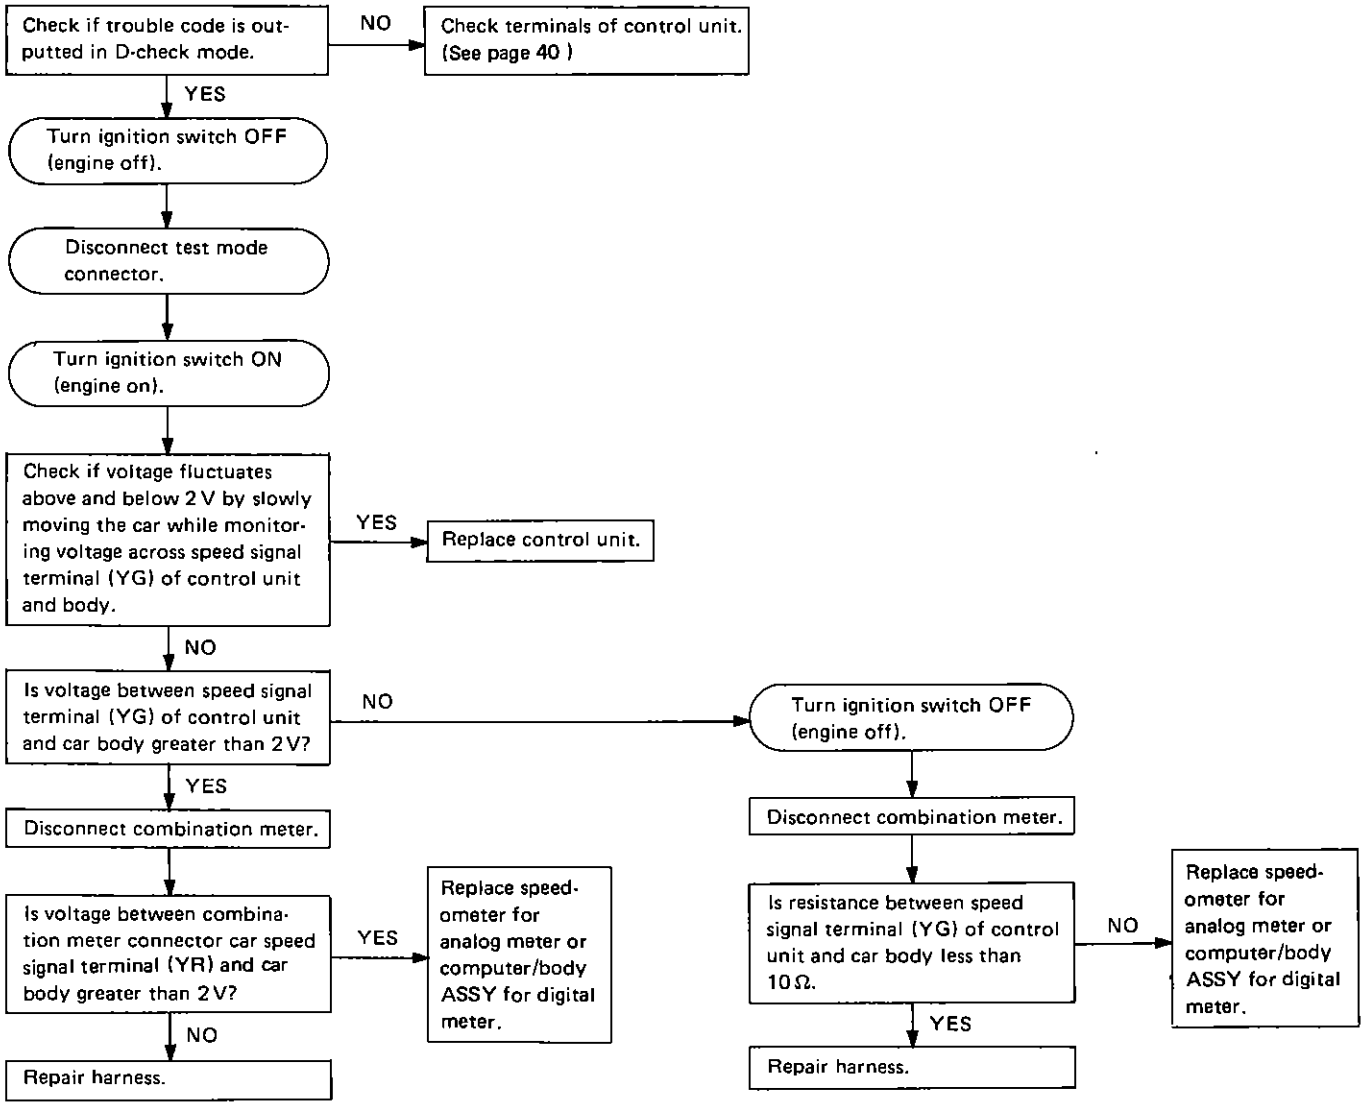 Check if trouble code is out-
putted in D-check mode.
NO
Check terminals of control unit.
(See page 40 )
YES
Turn ignition switch OFF
(engine off).
Disconnect test mode
connector.
Turn ignition switch ON
(engine on).
Check if voltage fluctuates
above and below 2 V by slowly
moving the car while monitor-
ing voltage across speed signal
terminal (YG) of control unit
and body.
YES
Replace control unit.
NO
Is voltage between speed signal
terminal (YG) of control unit
and car body greater than 2 V?
NO
Turn ignition switch OFF
(engine off).
YES
Disconnect combination meter.
Disconnect combination meter.
Is voltage between combina-
tion meter connector car speed
signal terminal (YR) and car
body greater than 2 V?
YES
Replace speed-
ometer for
analog meter or
computer/body
ASSY for digital
meter.
Is resistance between speed
signal terminal (YG) of control
unit and car body less than
10 Ω.
NO
Replace speed-
ometer for
analog meter or
computer/body
ASSY for digital
meter.
NO
Repair harness.
YES
Repair harness.